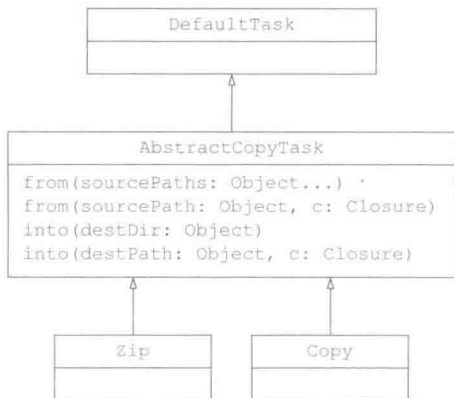 DefaultTask
AbstractCopyTask
from(sourcePaths: Object...)
from(sourcePath: Object, c: Closure)
into(destDir: Object)
into(destPath: Object, c: Closure)
Zip
Copy